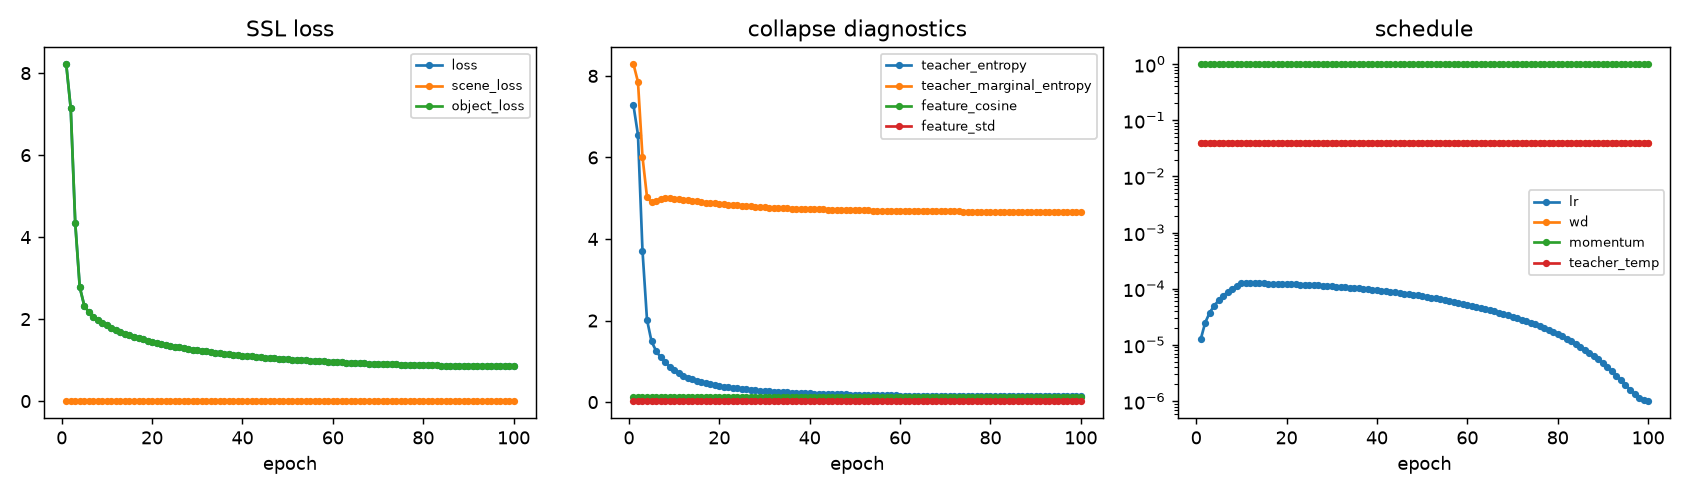 SSL loss
loss
scene_loss
object_loss
8
6
4
2
0
0 20 40 60 80 100
epoch
collapse diagnostics
teacher_entropy
teacher_marginal_entropy
feature_cosine
feature_std
8
6
4
2
0
0 20 40 60 80 100
epoch
schedule
10⁰
10⁻¹
10⁻²
10⁻³
10⁻⁴
10⁻⁵
10⁻⁶
lr
wd
momentum
teacher_temp
0 20 40 60 80 100
epoch